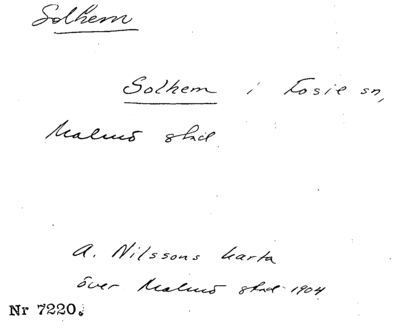 Solhem
Solhem i Fosie sn,
Malmö stad.
A. Nilssons karta
över Malmö stad 1904
Nr 7220.